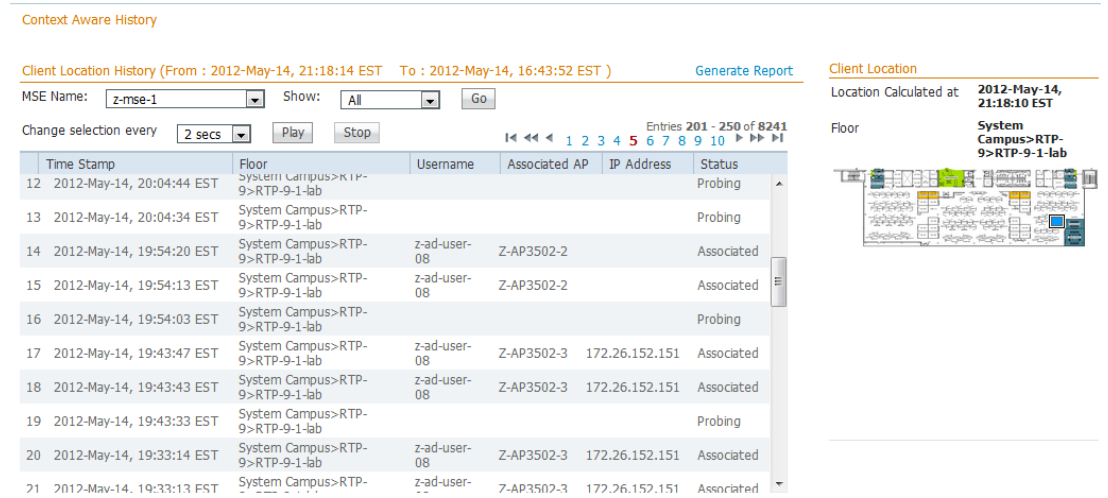 Context Aware History
Client Location History (From : 2012-May-14, 21:18:14 EST To : 2012-May-14, 16:43:52 EST ) Generate Report
MSE Name: z-mse-1 Show: All Go
Change selection every 2 secs Play Stop
Entries 201 - 250 of 8241
1 2 3 4 5 6 7 8 9 10
Time Stamp Floor Username Associated AP IP Address Status
12 2012-May-14, 20:04:44 EST System Campus>RTP- Probing
9>RTP-9-1-lab
13 2012-May-14, 20:04:34 EST System Campus>RTP- Probing
9>RTP-9-1-lab
14 2012-May-14, 19:54:20 EST System Campus>RTP- z-ad-user- Z-AP3502-2 Associated
9>RTP-9-1-lab 08
15 2012-May-14, 19:54:13 EST System Campus>RTP- z-ad-user- Z-AP3502-2 Associated
9>RTP-9-1-lab 08
16 2012-May-14, 19:54:03 EST System Campus>RTP- Probing
9>RTP-9-1-lab
17 2012-May-14, 19:43:47 EST System Campus>RTP- z-ad-user- Z-AP3502-3 172.26.152.151 Associated
9>RTP-9-1-lab 08
18 2012-May-14, 19:43:43 EST System Campus>RTP- z-ad-user- Z-AP3502-3 172.26.152.151 Associated
9>RTP-9-1-lab 08
19 2012-May-14, 19:43:33 EST System Campus>RTP- Probing
9>RTP-9-1-lab
20 2012-May-14, 19:33:14 EST System Campus>RTP- z-ad-user- Z-AP3502-3 172.26.152.151 Associated
9>RTP-9-1-lab 08
21 2012-May-14, 19:33:13 EST System Campus>RTP- z-ad-user- Z-AP3502-3 172.26.152.151 Associated
Client Location
Location Calculated at 2012-May-14,
21:18:10 EST
Floor System
Campus>RTP-
9>RTP-9-1-lab